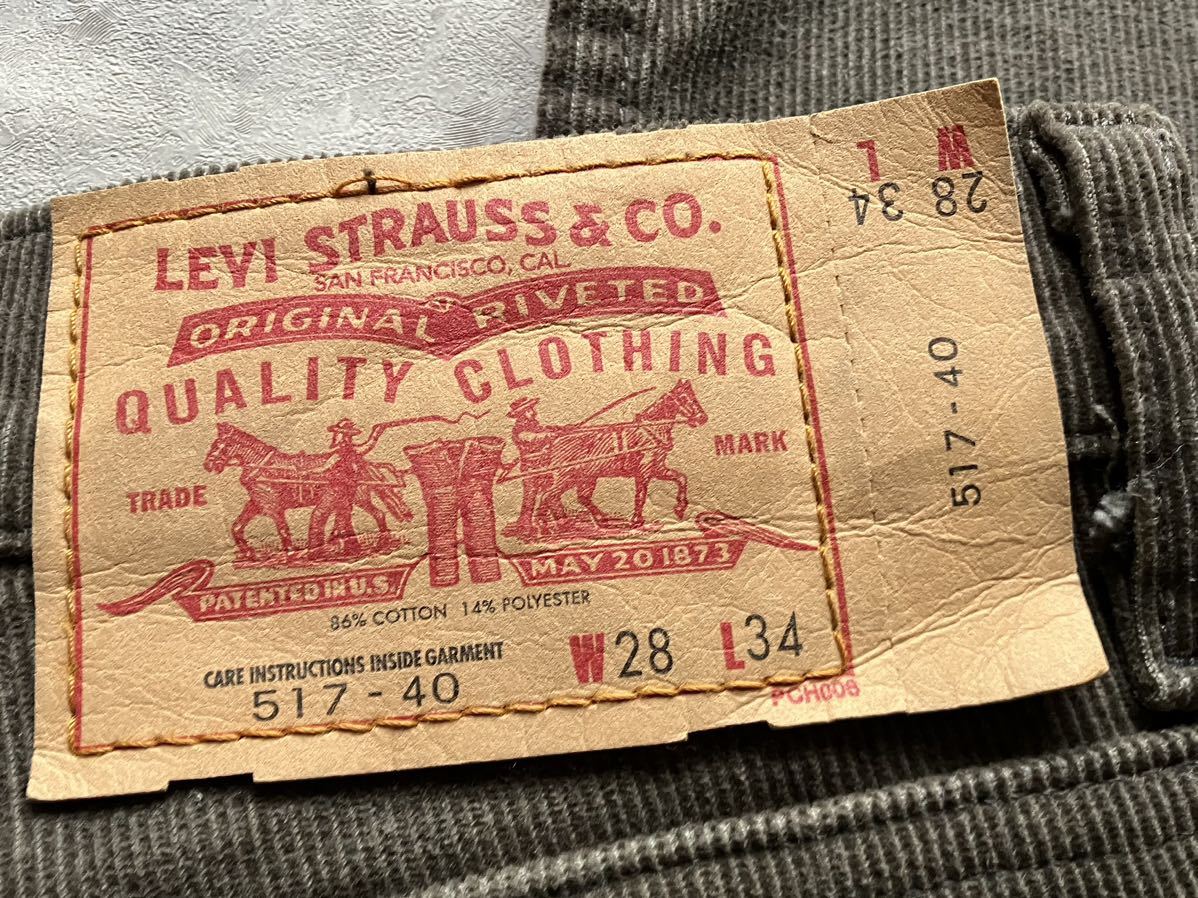 LEVI STRAUSS & CO.
SAN FRANCISCO, CAL.
ORIGINAL RIVETED
QUALITY CLOTHING
TRADE MARK
PATENTED IN U.S. MAY 20 1873
86% COTTON 14% POLYESTER
CARE INSTRUCTIONS INSIDE GARMENT
W28 L34
517-40
PCH008
W L
28 34
517-40